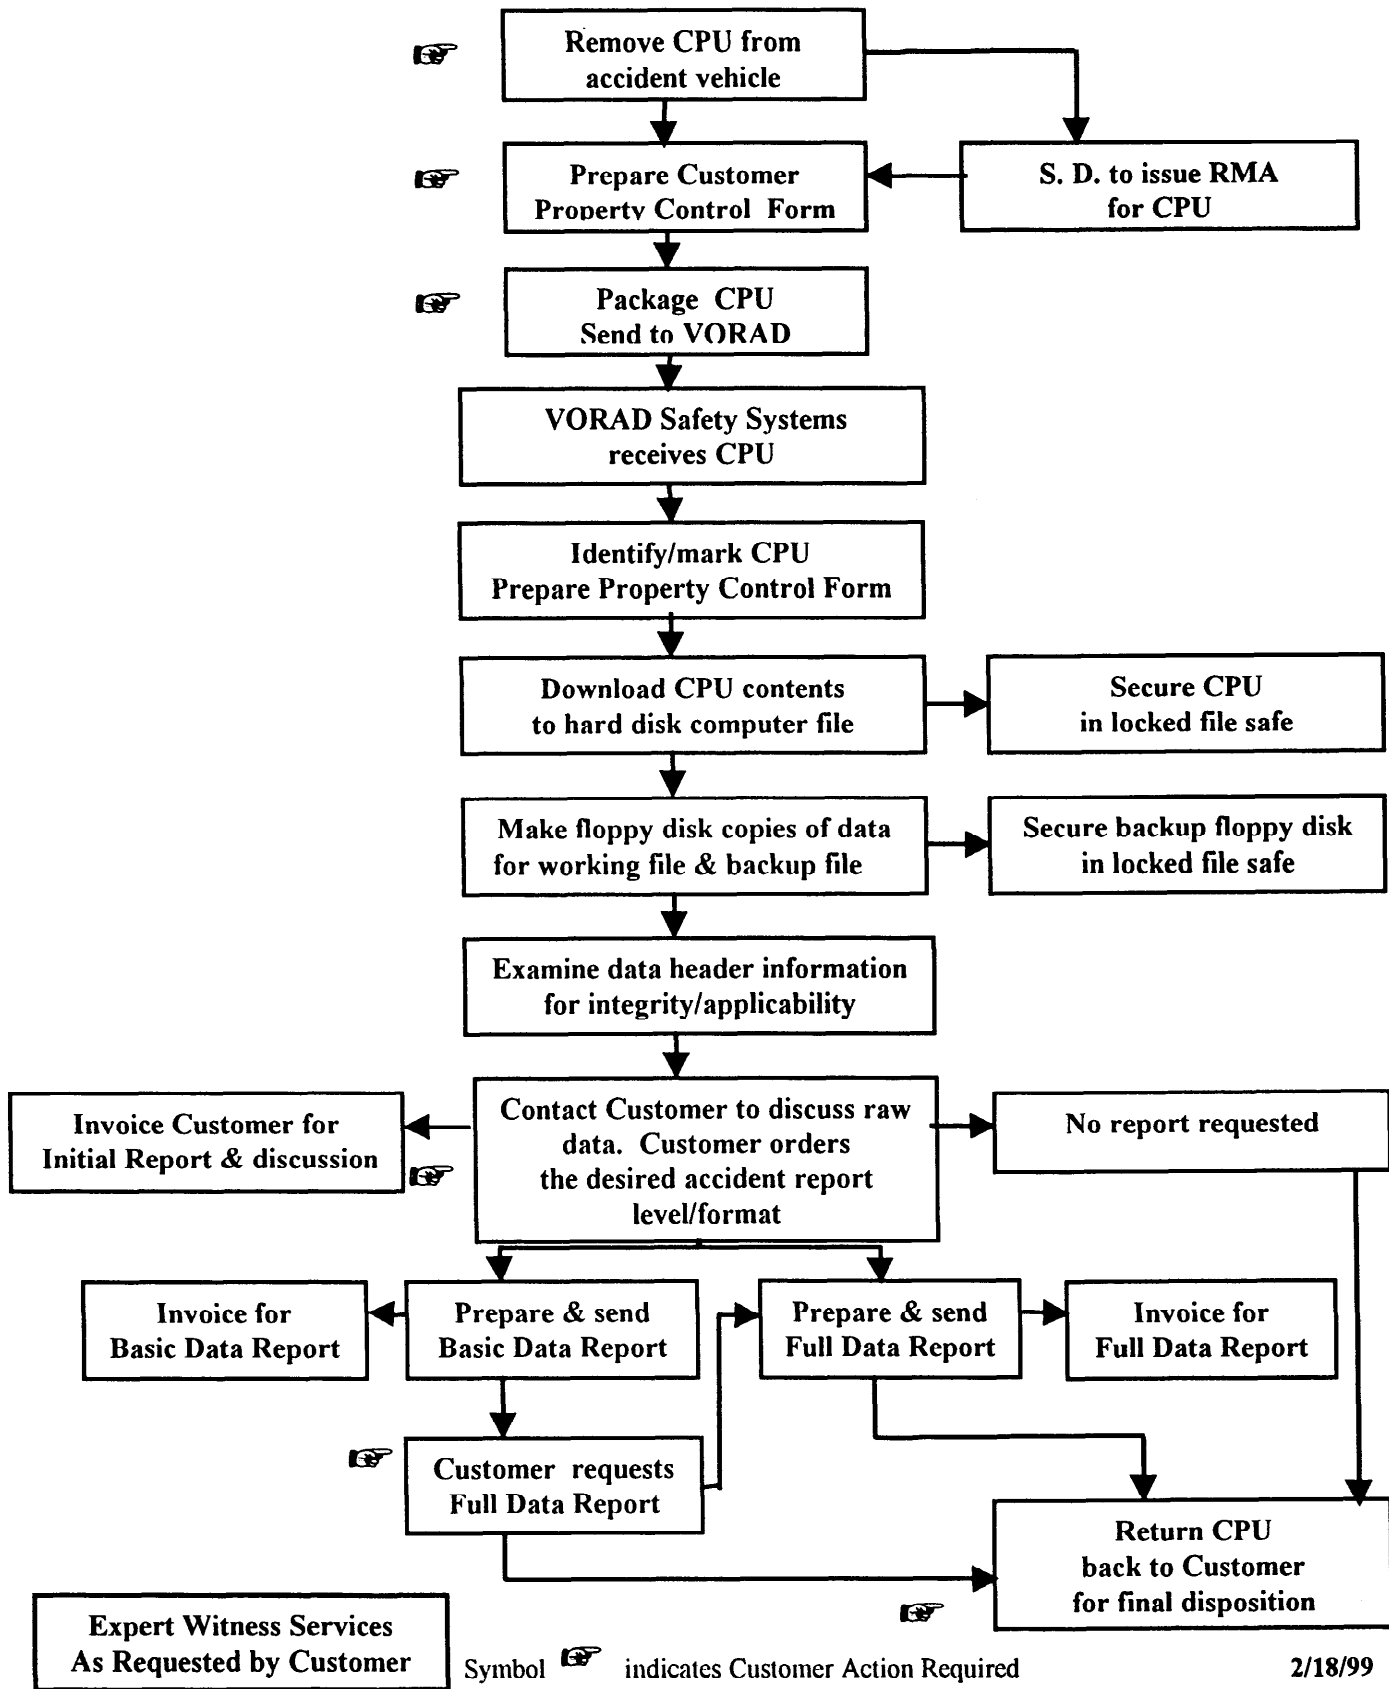 Remove CPU from
accident vehicle
Prepare Customer
Property Control Form
S. D. to issue RMA
for CPU
Package CPU
Send to VORAD
VORAD Safety Systems
receives CPU
Identify/mark CPU
Prepare Property Control Form
Download CPU contents
to hard disk computer file
Secure CPU
in locked file safe
Make floppy disk copies of data
for working file & backup file
Secure backup floppy disk
in locked file safe
Examine data header information
for integrity/applicability
Invoice Customer for
Initial Report & discussion
Contact Customer to discuss raw
data. Customer orders
the desired accident report
level/format
No report requested
Invoice for
Basic Data Report
Prepare & send
Basic Data Report
Prepare & send
Full Data Report
Invoice for
Full Data Report
Customer requests
Full Data Report
Return CPU
back to Customer
for final disposition
Expert Witness Services
As Requested by Customer
Symbol ☞ indicates Customer Action Required
2/18/99